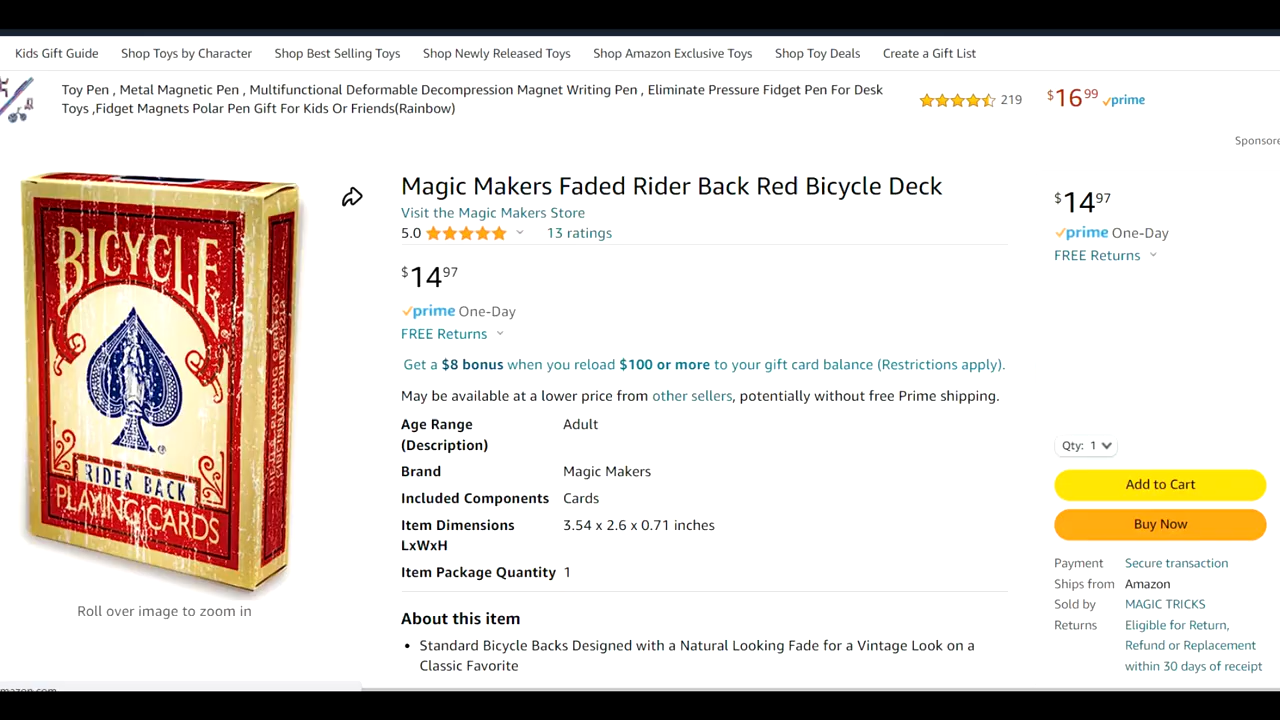 Kids Gift Guide Shop Toys by Character Shop Best Selling Toys Shop Newly Released Toys Shop Amazon Exclusive Toys Shop Toy Deals Create a Gift List
Toy Pen , Metal Magnetic Pen , Multifunctional Deformable Decompression Magnet Writing Pen , Eliminate Pressure Fidget Pen For Desk
Toys ,Fidget Magnets Polar Pen Gift For Kids Or Friends(Rainbow)
219
$16 99 prime
Sponsore
BICYCLE
RIDER BACK
PLAYING CARDS
Roll over image to zoom in
Magic Makers Faded Rider Back Red Bicycle Deck
Visit the Magic Makers Store
5.0 13 ratings
$14 97
prime One-Day
FREE Returns
Get a $8 bonus when you reload $100 or more to your gift card balance (Restrictions apply).
May be available at a lower price from other sellers, potentially without free Prime shipping.
Age Range Adult
(Description)
Brand Magic Makers
Included Components Cards
Item Dimensions 3.54 x 2.6 x 0.71 inches
LxWxH
Item Package Quantity 1
About this item
• Standard Bicycle Backs Designed with a Natural Looking Fade for a Vintage Look on a
Classic Favorite
$14 97
prime One-Day
FREE Returns
Qty: 1
Add to Cart
Buy Now
Payment Secure transaction
Ships from Amazon
Sold by MAGIC TRICKS
Returns Eligible for Return,
Refund or Replacement
within 30 days of receipt